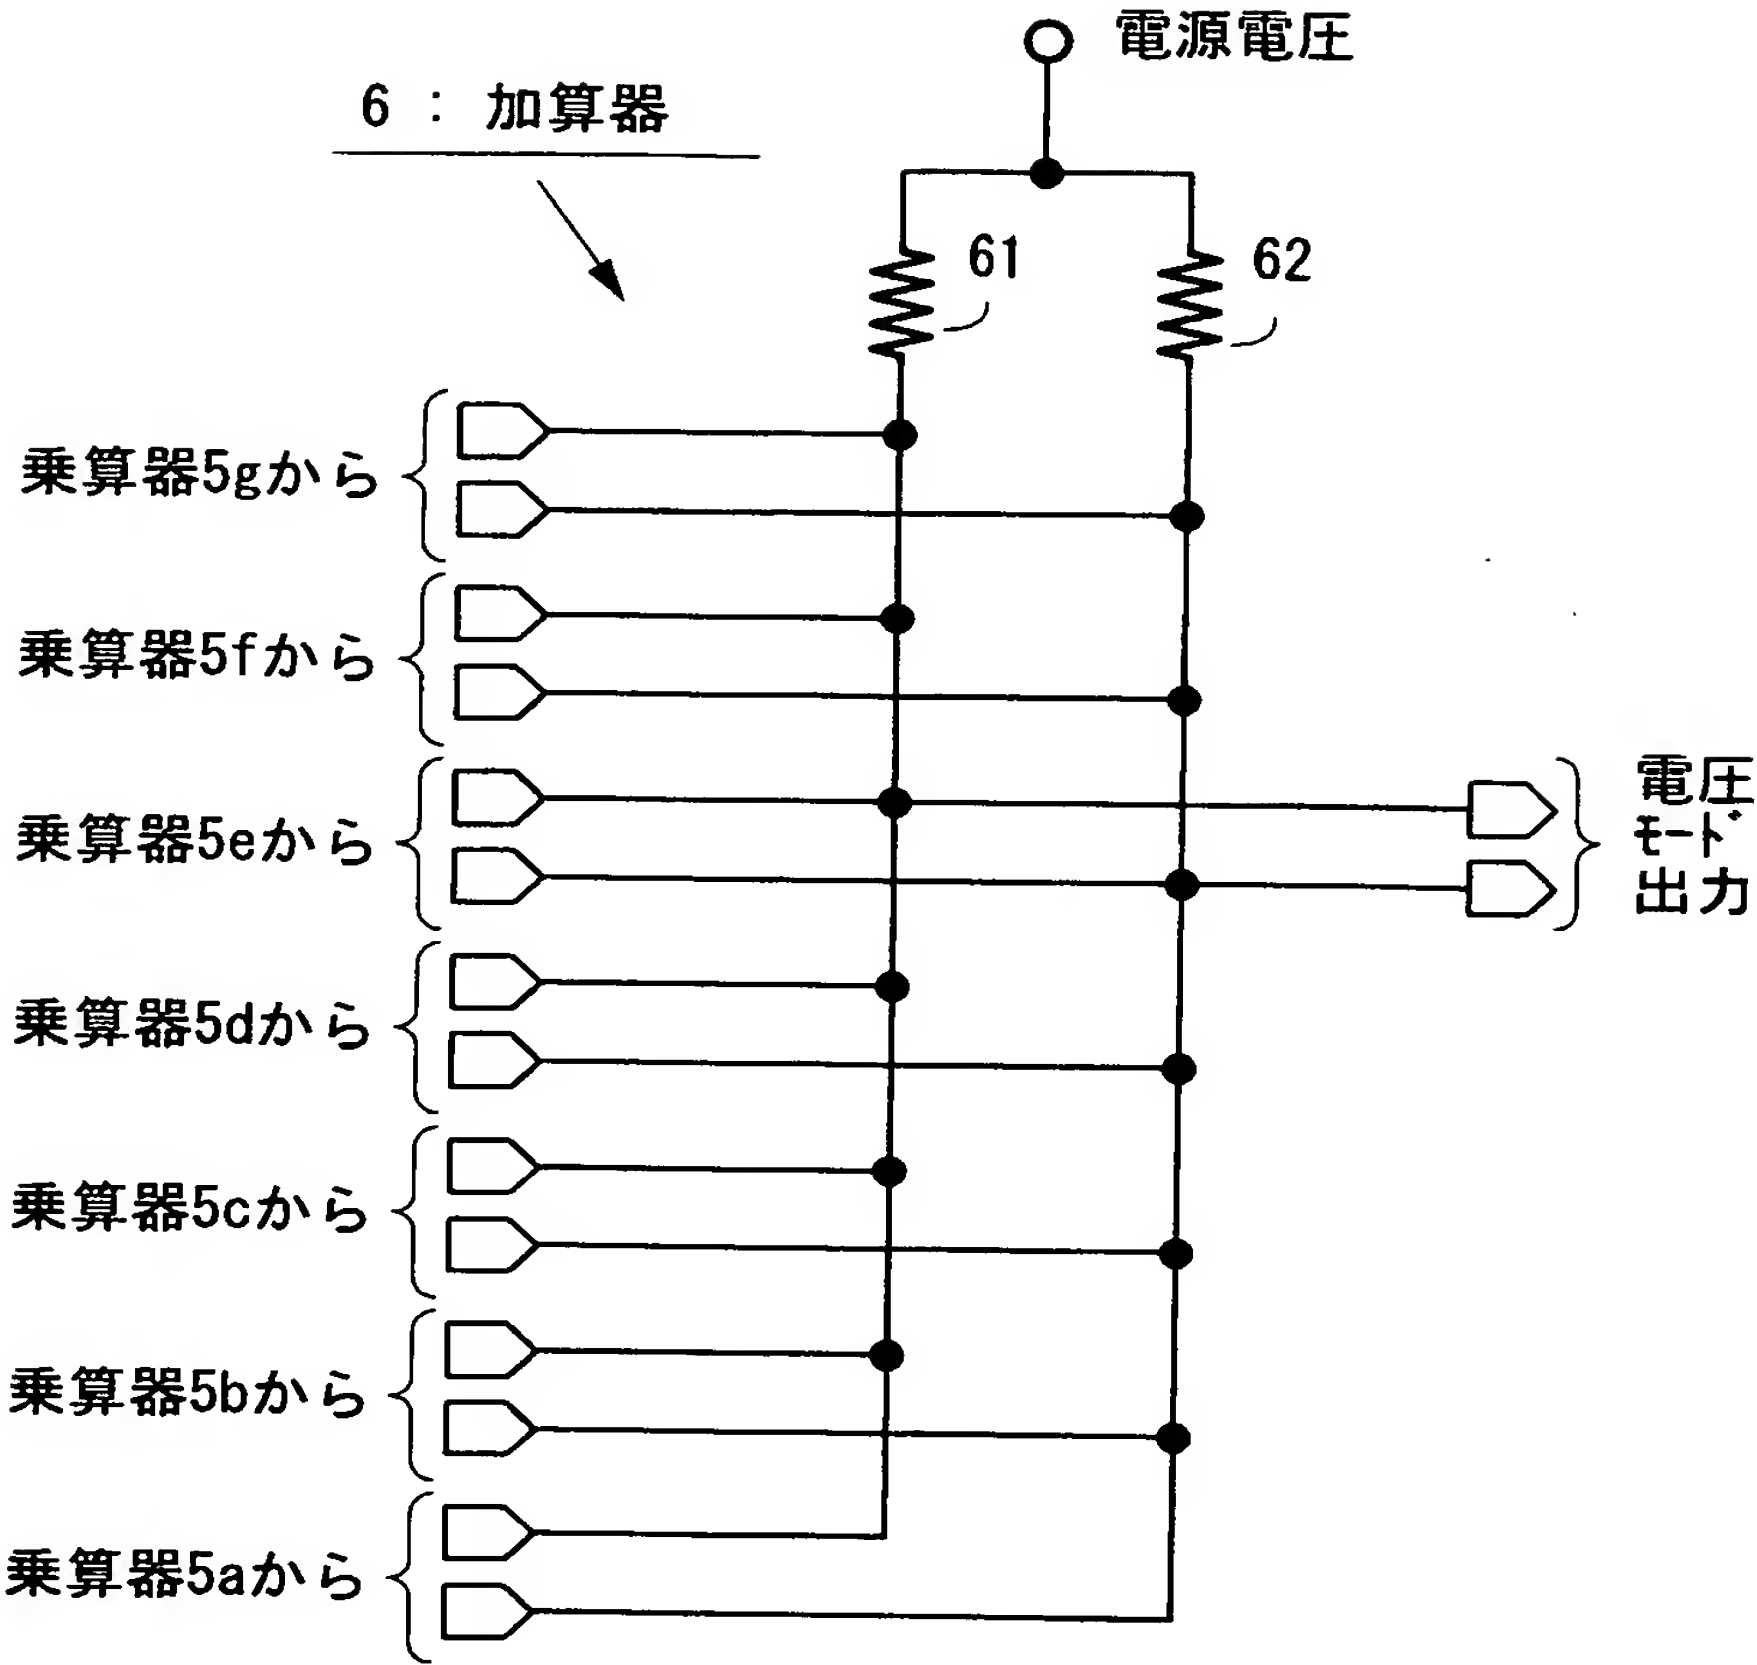 電源電圧
6 : 加算器
61
62
乗算器5gから
乗算器5fから
乗算器5eから
電圧
ﾓｰﾄﾞ
出力
乗算器5dから
乗算器5cから
乗算器5bから
乗算器5aから